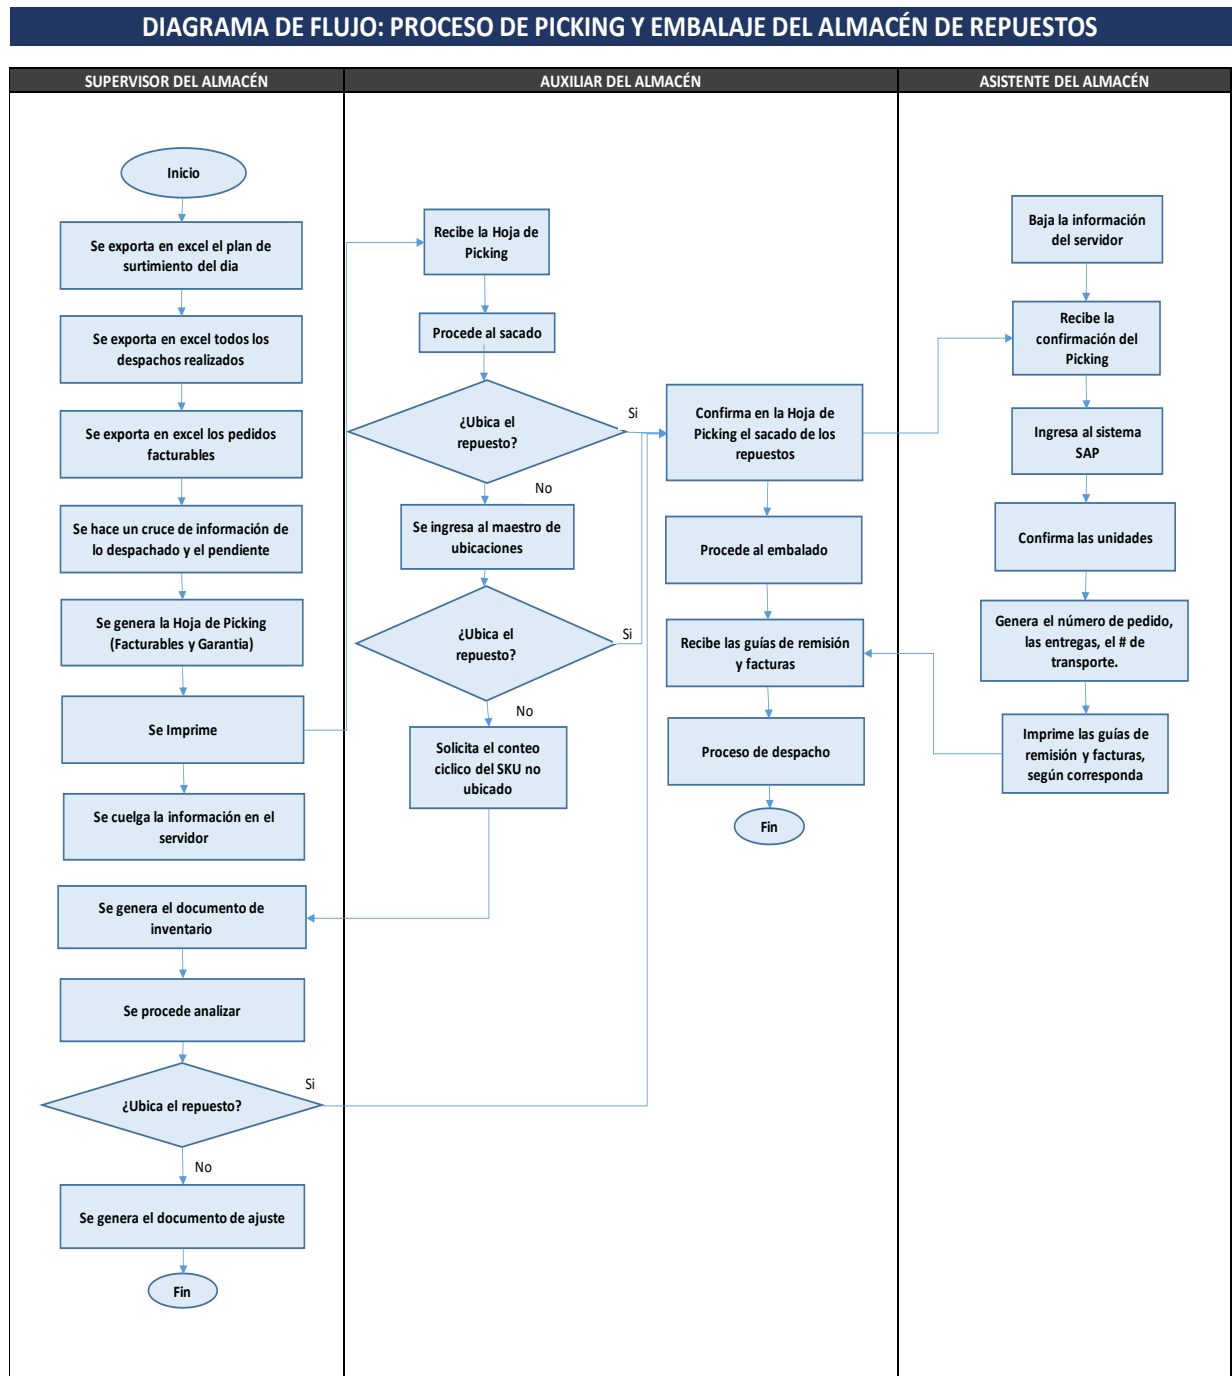 DIAGRAMA DE FLUJO: PROCESO DE PICKING Y EMBALAJE DEL ALMACÉN DE REPUESTOS
SUPERVISOR DEL ALMACÉN
Inicio
Se exporta en excel el plan de
surtimiento del dia
Se exporta en excel todos los
despachos realizados
Se exporta en excel los pedidos
facturables
Se hace un cruce de información de
lo despachado y el pendiente
Se genera la Hoja de Picking
(Facturables y Garantia)
Se Imprime
Se cuelga la información en el
servidor
Se genera el documento de
inventario
Se procede analizar
¿Ubica el repuesto?
Si
No
Se genera el documento de ajuste
Fin
AUXILIAR DEL ALMACÉN
Recibe la Hoja de
Picking
Procede al sacado
¿Ubica el
repuesto?
Si
No
Se ingresa al maestro de
ubicaciones
¿Ubica el
repuesto?
Si
No
Solicita el conteo
ciclico del SKU no
ubicado
Confirma en la Hoja de
Picking el sacado de los
repuestos
Procede al embalado
Recibe las guías de remisión
y facturas
Proceso de despacho
Fin
ASISTENTE DEL ALMACÉN
Baja la información
del servidor
Recibe la
confirmación del
Picking
Ingresa al sistema
SAP
Confirma las unidades
Genera el número de pedido,
las entregas, el # de
transporte.
Imprime las guías de
remisión y facturas,
según corresponda